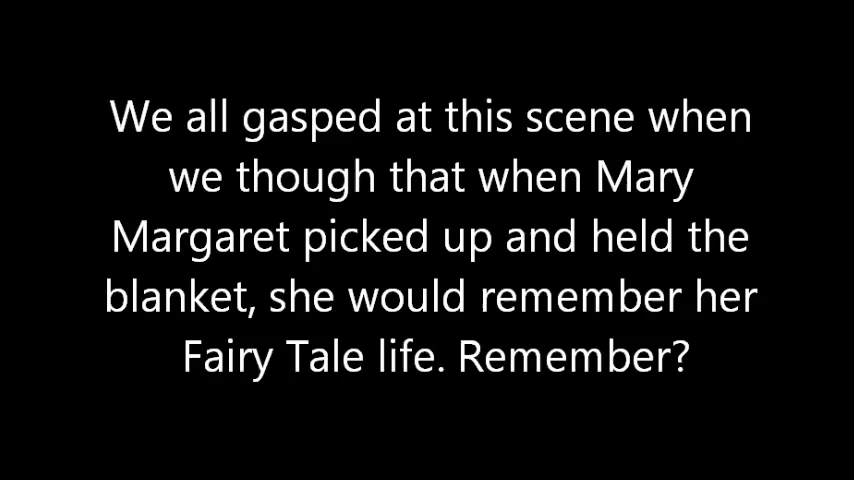 We all gasped at this scene when
we though that when Mary
Margaret picked up and held the
blanket, she would remember her
Fairy Tale life. Remember?